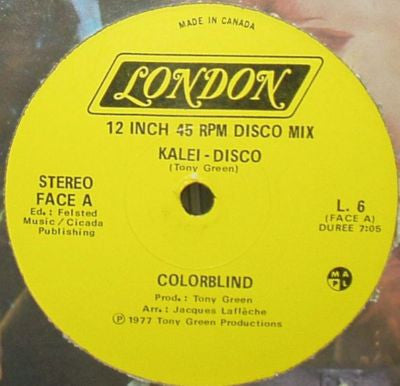 MADE IN CANADA
LONDON
12 INCH 45 RPM DISCO MIX
KALEI-DISCO
(Tony Green)
STEREO
FACE A
Ed.: Felsted
Music/Cicada
Publishing
L. 6
(FACE A)
DUREE 7:05
COLORBLIND
Prod.: Tony Green
Arr.: Jacques Laflèche
℗ 1977 Tony Green Productions
M A
P L